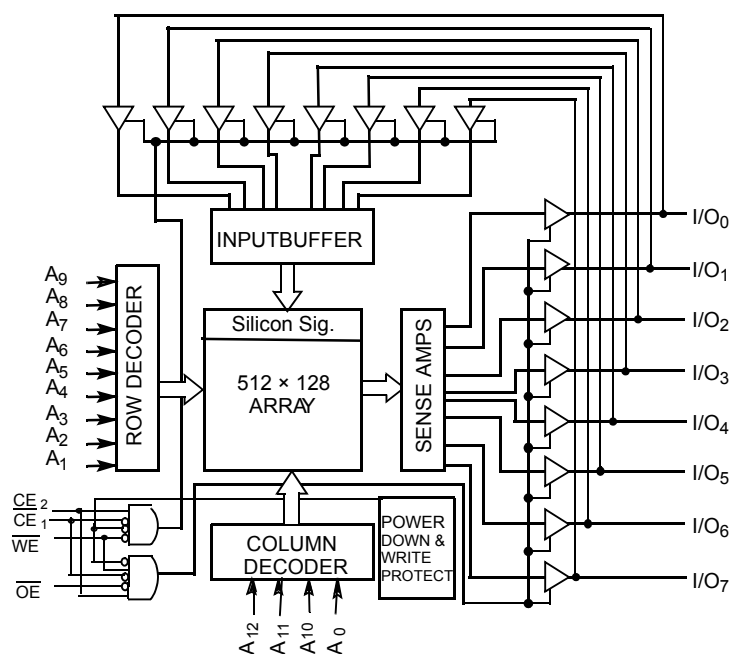 I/O0
I/O1
I/O2
I/O3
I/O4
I/O5
I/O6
I/O7
INPUTBUFFER
A9
A8
A7
A6
A5
A4
A3
A2
A1
ROW DECODER
Silicon Sig.
512 × 128
ARRAY
SENSE AMPS
CE2
CE1
WE
OE
COLUMN
DECODER
POWER
DOWN &
WRITE
PROTECT
A12
A11
A10
A0